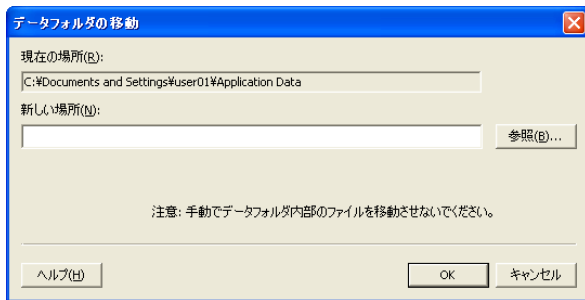 データフォルダの移動
現在の場所(R):
C:¥Documents and Settings¥user01¥Application Data
新しい場所(N):
参照(B)...
注意: 手動でデータフォルダ内部のファイルを移動させないでください。
ヘルプ(H)
OK
キャンセル